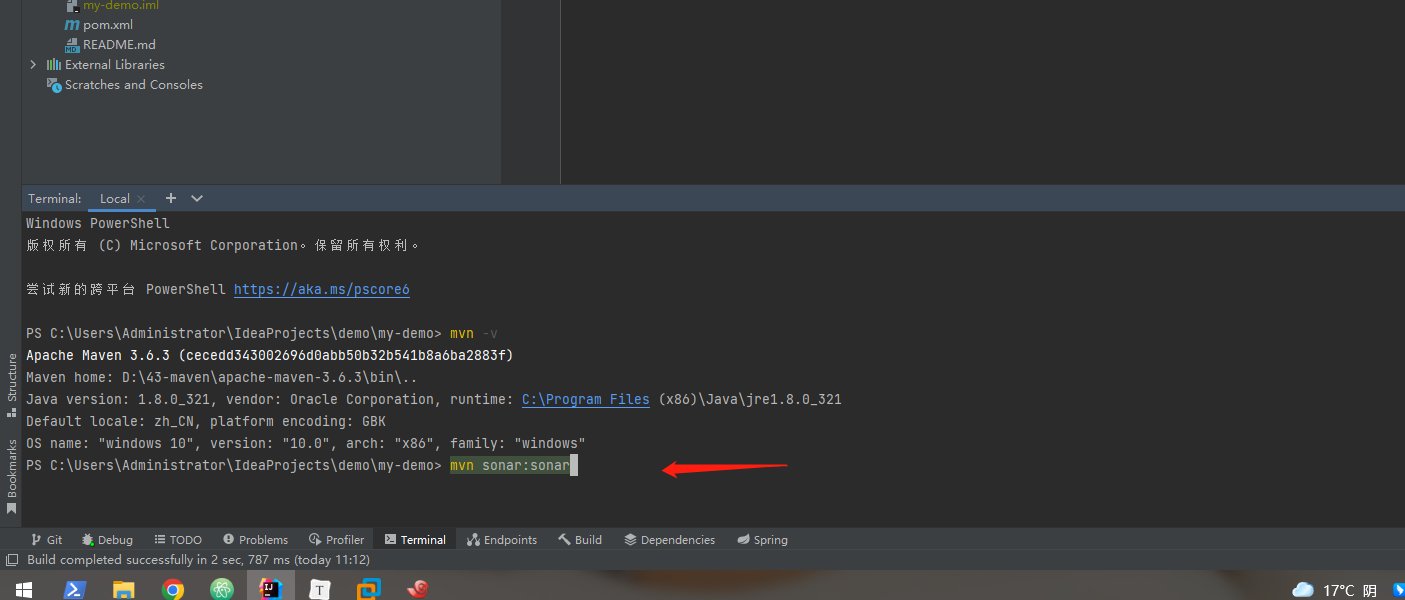 my-demo.iml
pom.xml
README.md
External Libraries
Scratches and Consoles
Terminal: Local
Windows PowerShell
版权所有 (C) Microsoft Corporation。保留所有权利。
尝试新的跨平台 PowerShell https://aka.ms/pscore6
PS C:\Users\Administrator\IdeaProjects\demo\my-demo> mvn -v
Apache Maven 3.6.3 (cecedd343002696d0abb50b32b541b8a6ba2883f)
Maven home: D:\43-maven\apache-maven-3.6.3\bin\..
Java version: 1.8.0_321, vendor: Oracle Corporation, runtime: C:\Program Files (x86)\Java\jre1.8.0_321
Default locale: zh_CN, platform encoding: GBK
OS name: "windows 10", version: "10.0", arch: "x86", family: "windows"
PS C:\Users\Administrator\IdeaProjects\demo\my-demo> mvn sonar:sonar
Structure
Bookmarks
Git Debug TODO Problems Profiler Terminal Endpoints Build Dependencies Spring
Build completed successfully in 2 sec, 787 ms (today 11:12)
17°C 阴